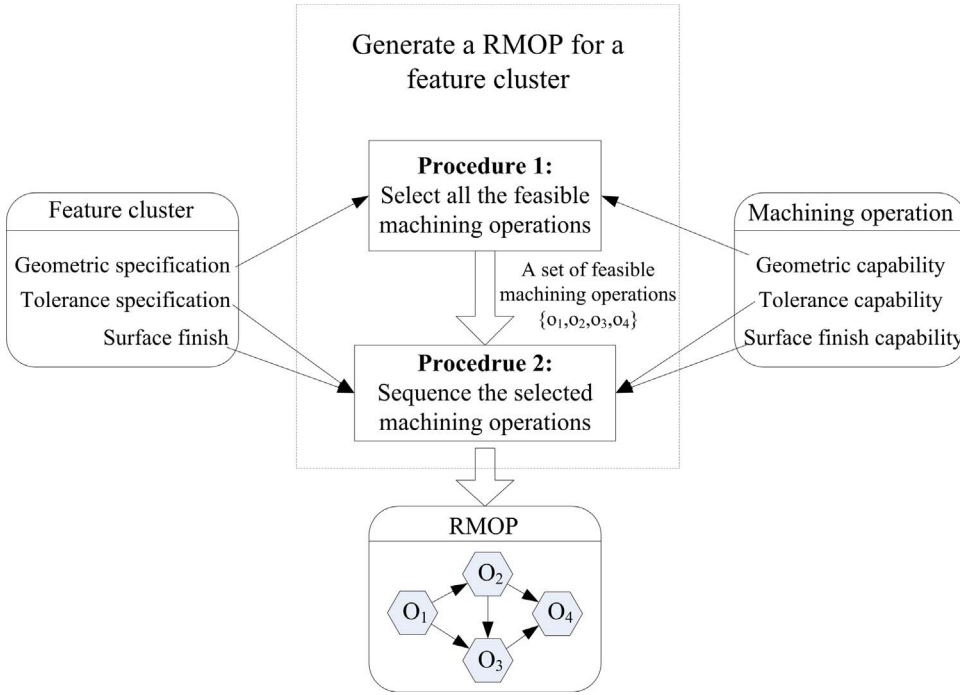 Generate a RMOP for a
feature cluster
Procedure 1:
Select all the feasible
machining operations
Feature cluster
Geometric specification
Tolerance specification
Surface finish
Machining operation
Geometric capability
Tolerance capability
Surface finish capability
A set of feasible
machining operations
{o₁,o₂,o₃,o₄}
Procedrue 2:
Sequence the selected
machining operations
RMOP
O₁
O₂
O₃
O₄